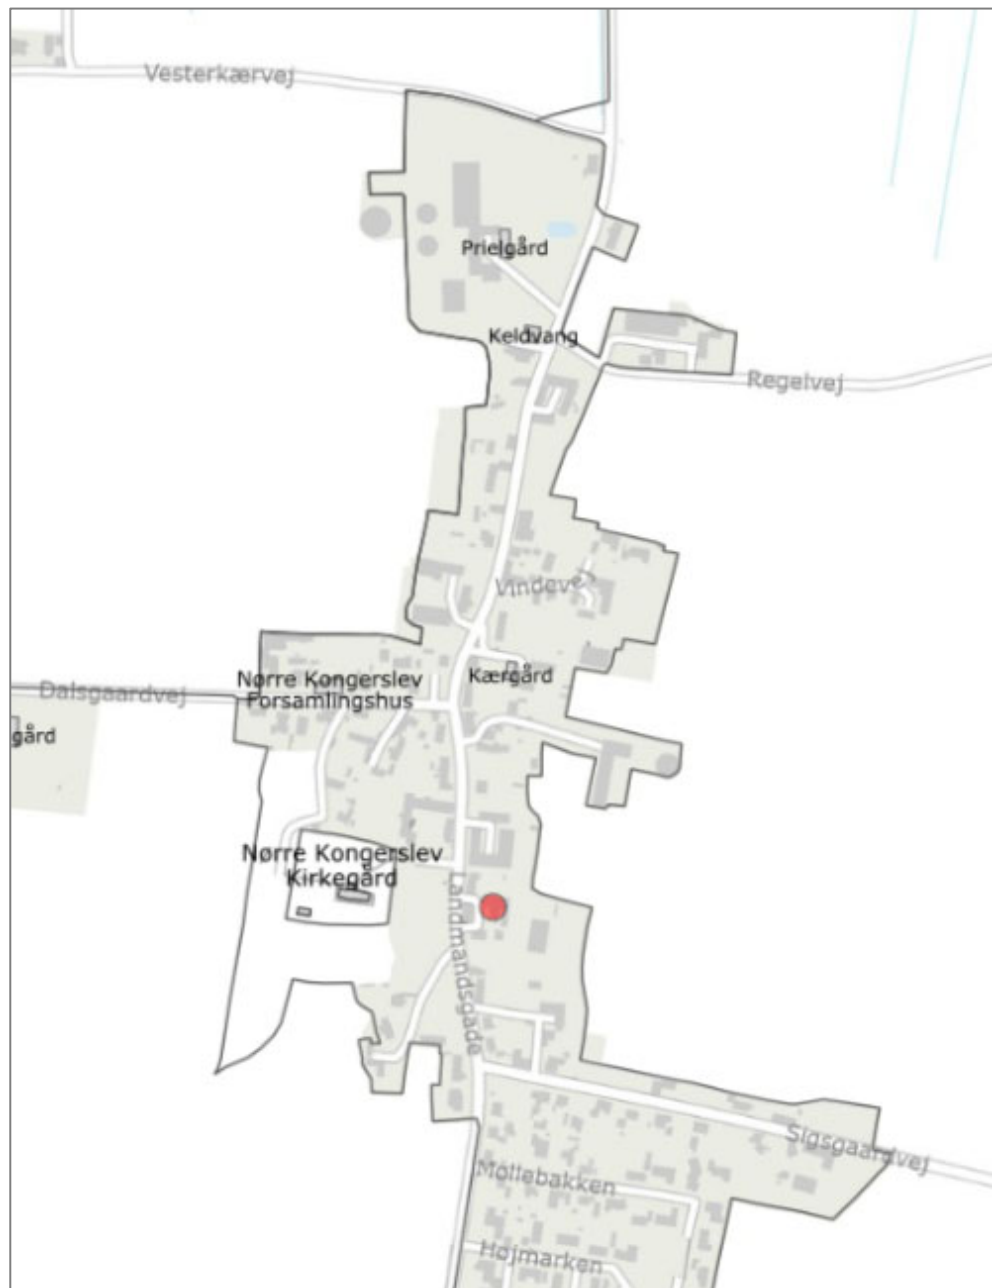 Vesterkærvej
Prielgård
Keldvang
Regelvej
Vindevej
Kærgård
Nørre Kongerslev
Forsamlingshus
Dalsgaardvej
gård
Nørre Kongerslev
Kirkegård
Landmandsgade
Sigsgaardvej
Møllebakken
Højmarken